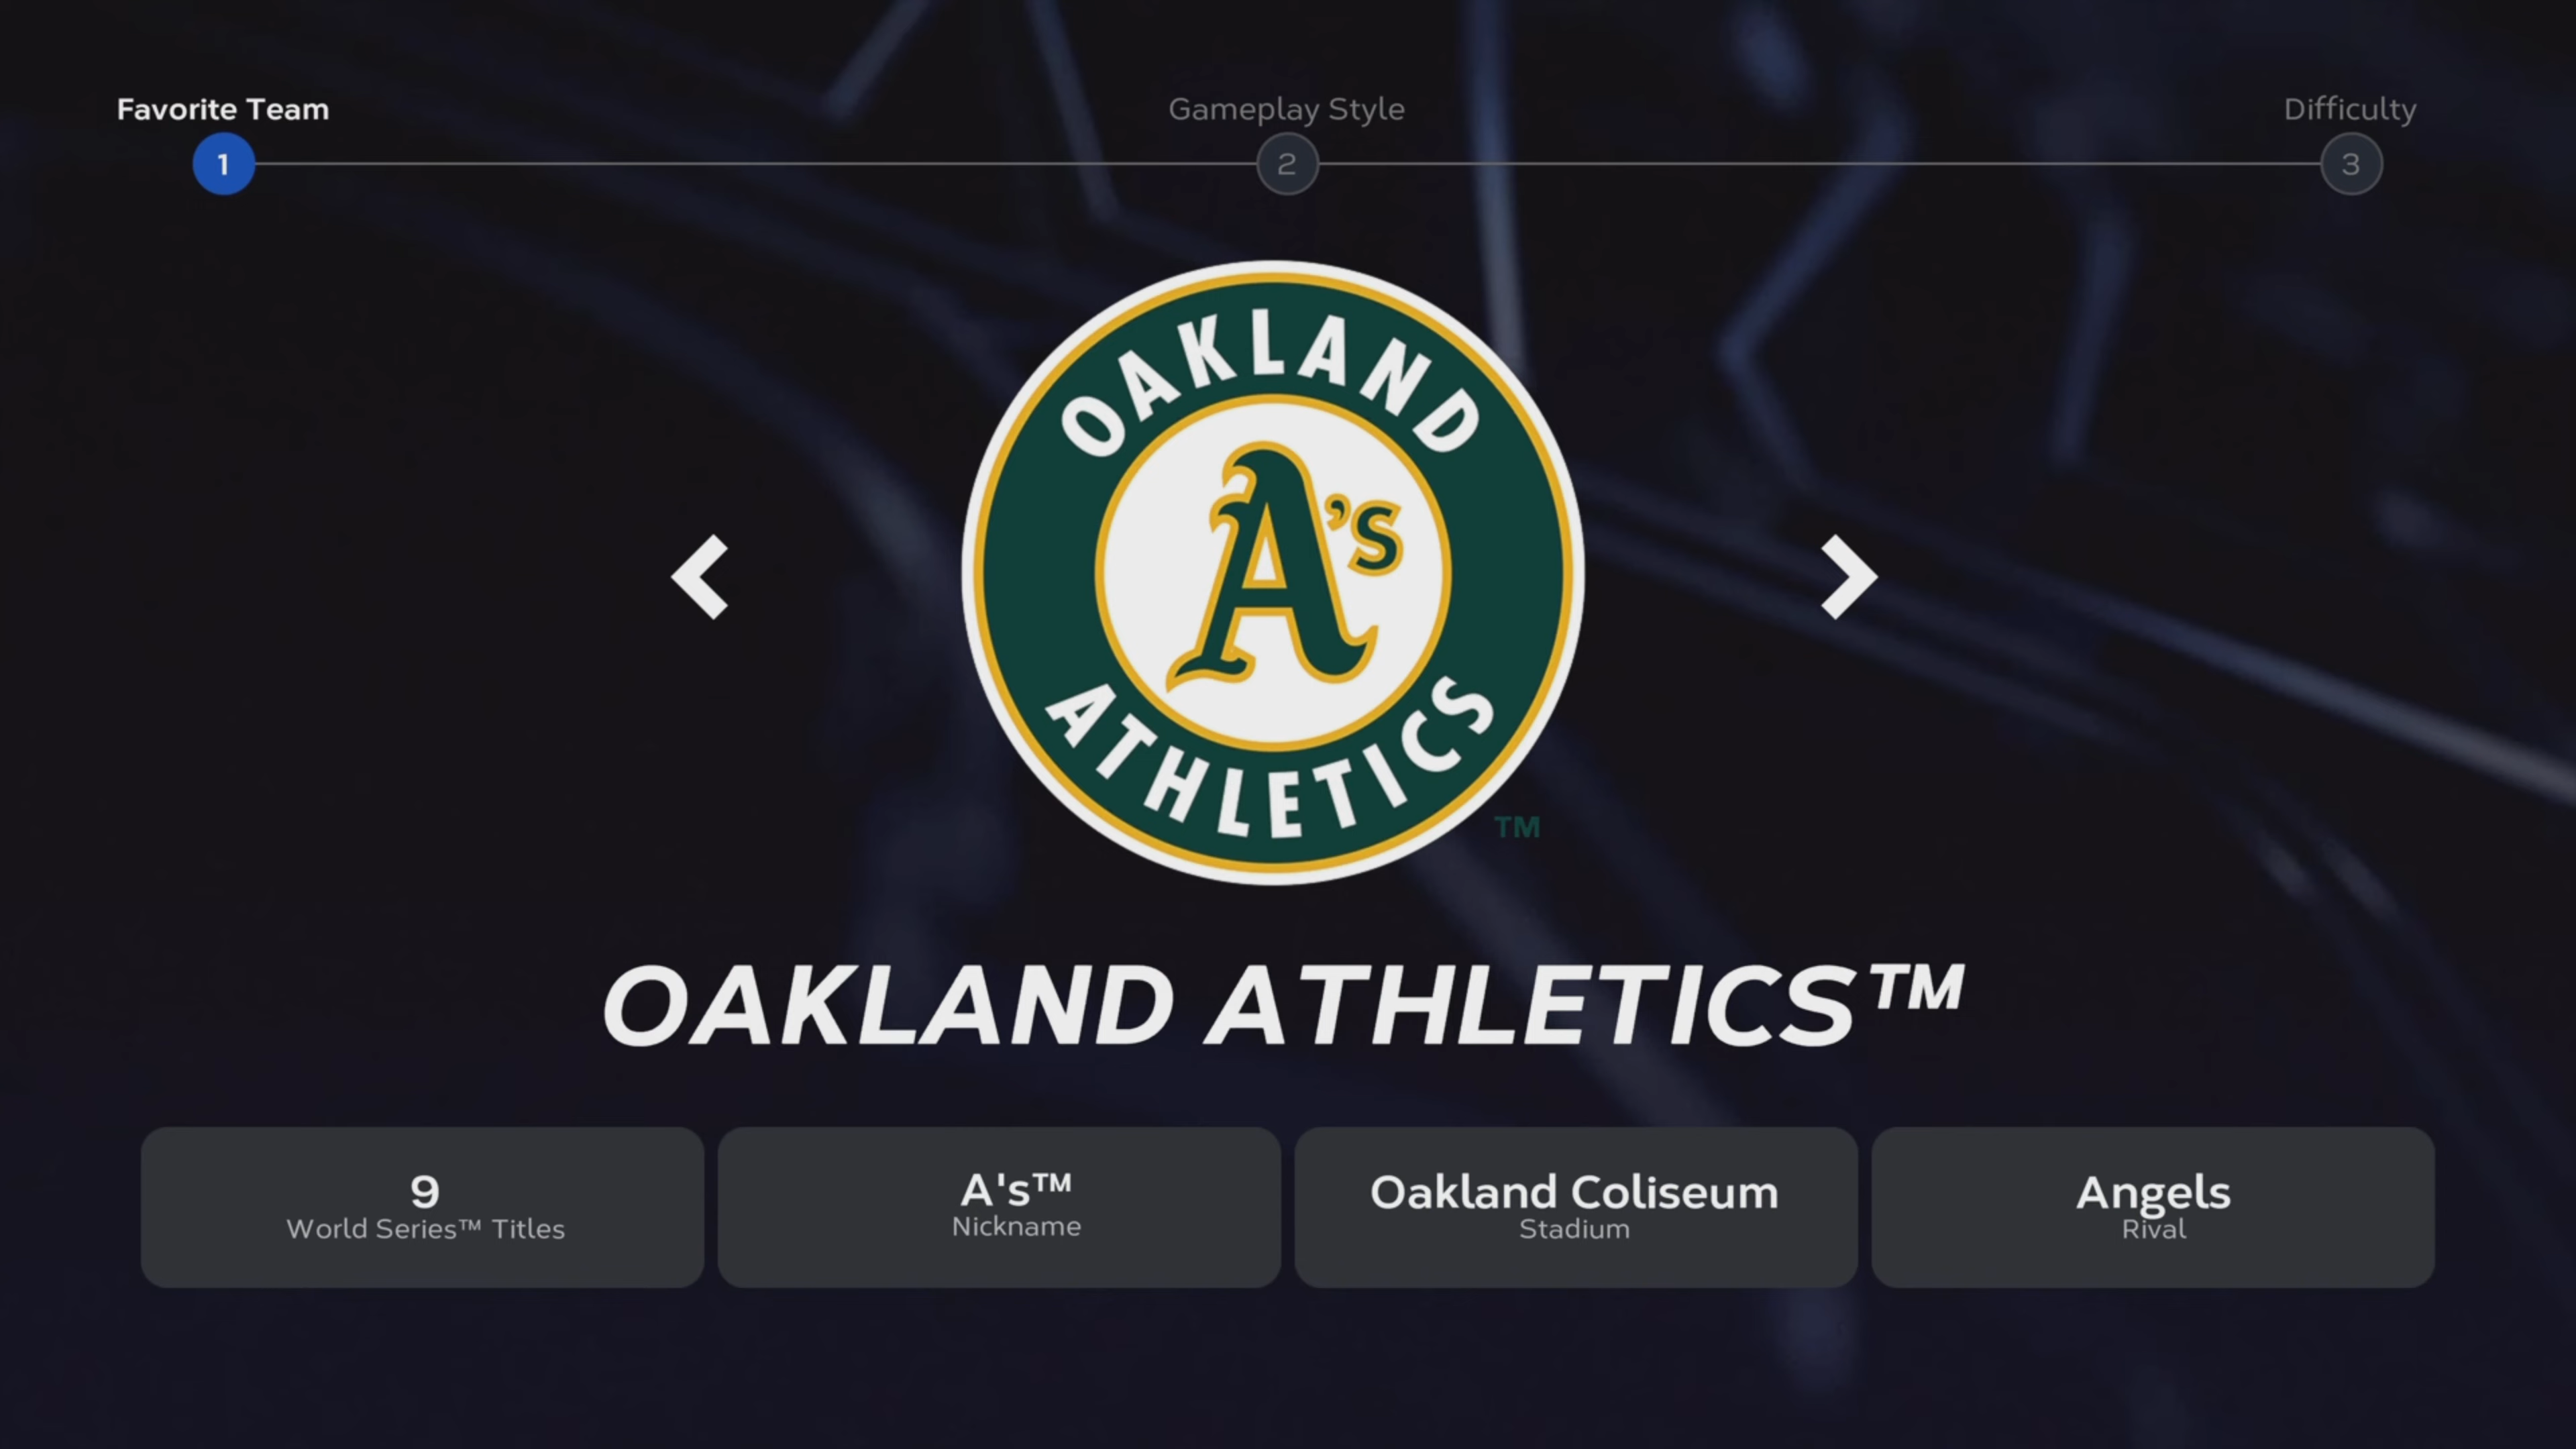 Favorite Team
Gameplay Style
Difficulty
1
2
3
OAKLAND
A's
ATHLETICS
TM
OAKLAND ATHLETICS™
9
World Series™ Titles
A's™
Nickname
Oakland Coliseum
Stadium
Angels
Rival